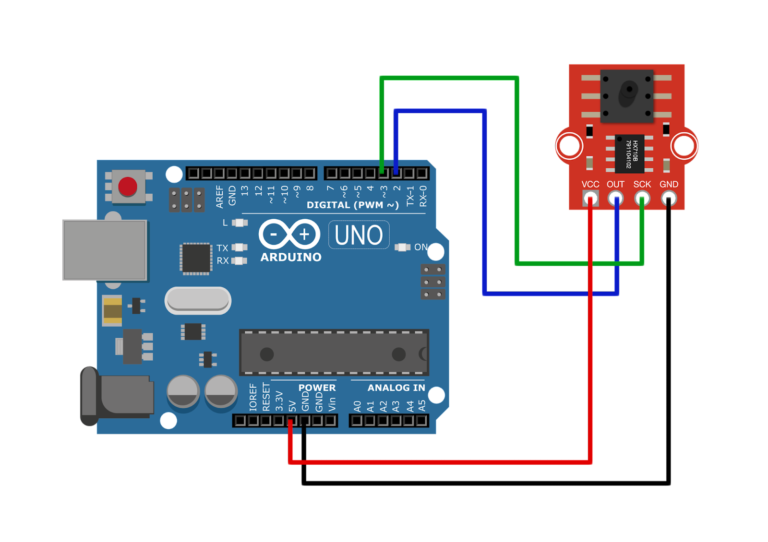 HX710B
7911O4102
VCC OUT SCK GND
AREF
GND
13
12
~11
~10
~9
8
7
~6
~5
4
~3
2
TX-1
RX-0
DIGITAL (PWM ~)
L
TX
RX
- +
UNO
ARDUINO
ON
POWER
ANALOG IN
IOREF
RESET
3.3V
5V
GND
GND
Vin
A0
A1
A2
A3
A4
A5